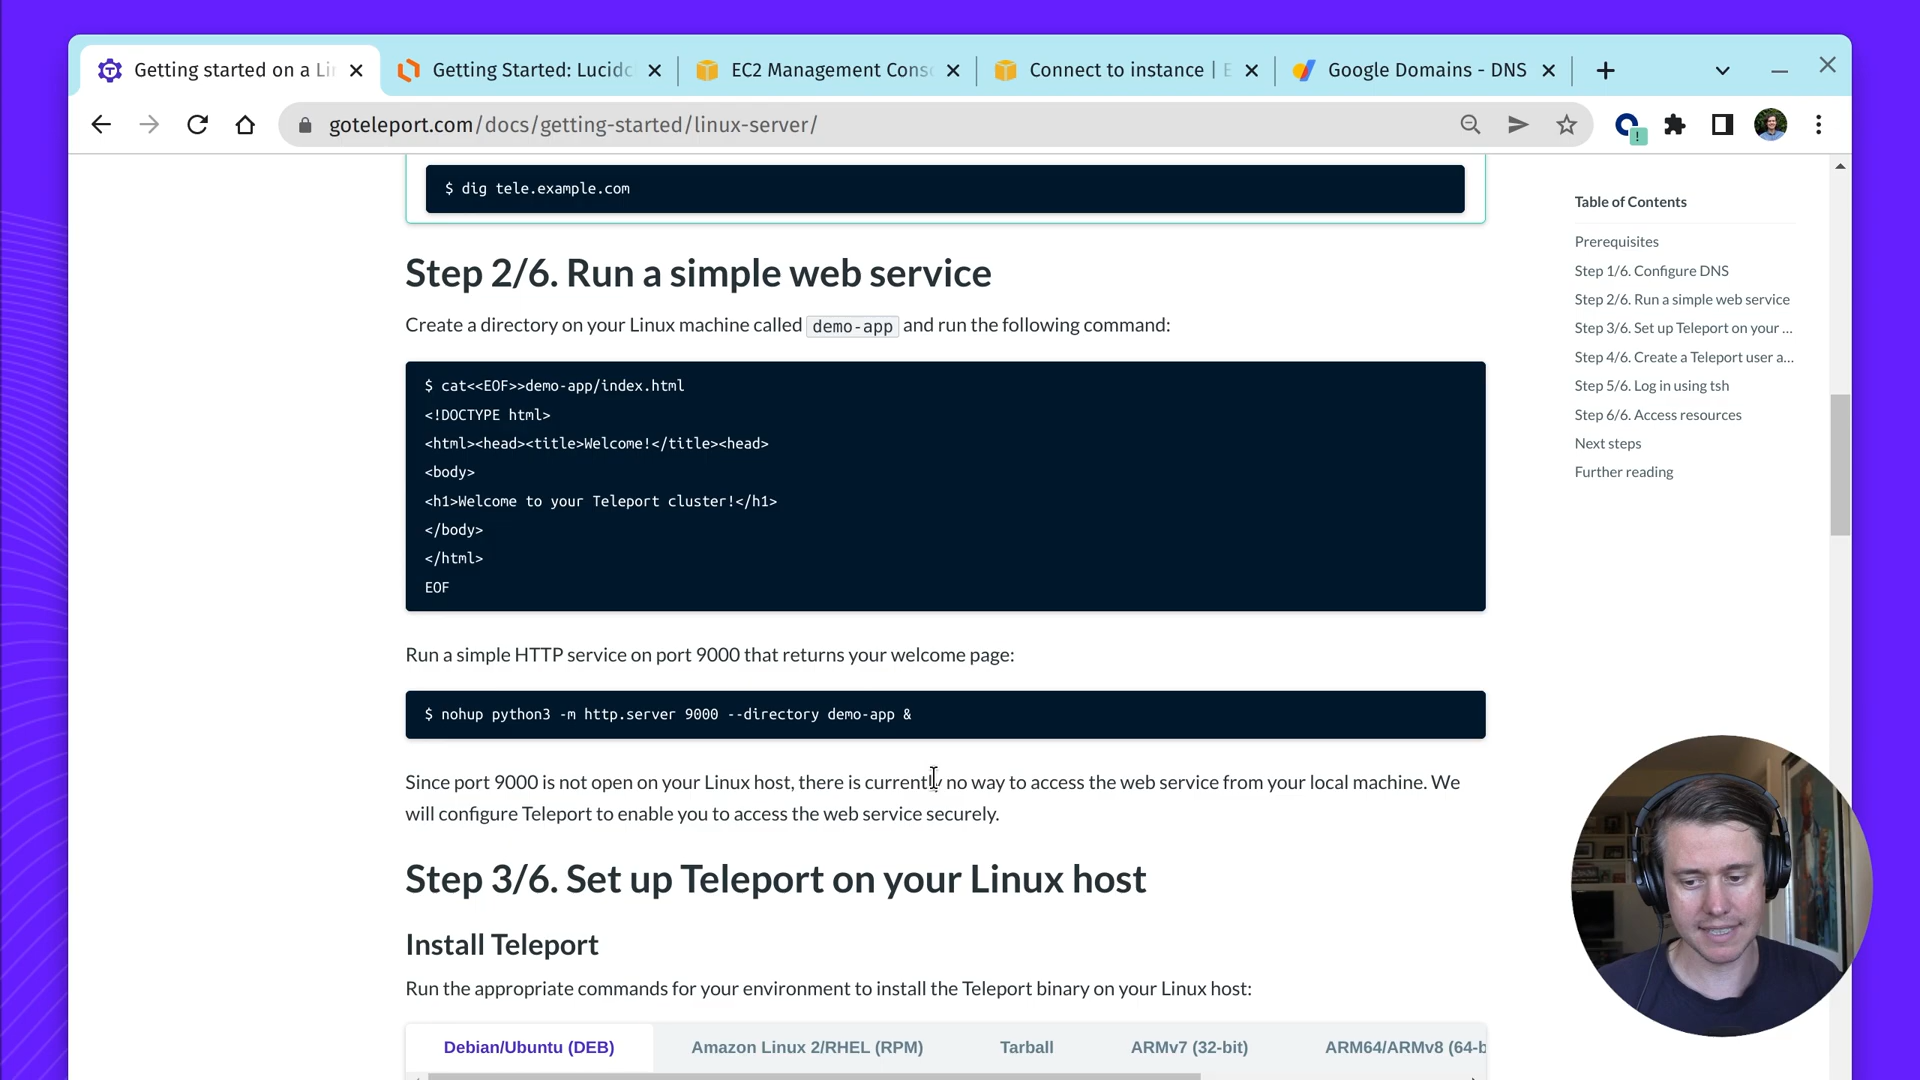 Getting started on a Li
Getting Started: Lucidc
EC2 Management Cons
Connect to instance | E
Google Domains - DNS
goteleport.com/docs/getting-started/linux-server/
$ dig tele.example.com
Step 2/6. Run a simple web service
Create a directory on your Linux machine called demo-app and run the following command:
$ cat<<EOF>>demo-app/index.html
<!DOCTYPE html>
<html><head><title>Welcome!</title><head>
<body>
<h1>Welcome to your Teleport cluster!</h1>
</body>
</html>
EOF
Run a simple HTTP service on port 9000 that returns your welcome page:
$ nohup python3 -m http.server 9000 --directory demo-app &
Since port 9000 is not open on your Linux host, there is currently no way to access the web service from your local machine. We
will configure Teleport to enable you to access the web service securely.
Step 3/6. Set up Teleport on your Linux host
Install Teleport
Run the appropriate commands for your environment to install the Teleport binary on your Linux host:
Debian/Ubuntu (DEB)
Amazon Linux 2/RHEL (RPM)
Tarball
ARMv7 (32-bit)
ARM64/ARMv8 (64-b
Table of Contents
Prerequisites
Step 1/6. Configure DNS
Step 2/6. Run a simple web service
Step 3/6. Set up Teleport on your ...
Step 4/6. Create a Teleport user a...
Step 5/6. Log in using tsh
Step 6/6. Access resources
Next steps
Further reading